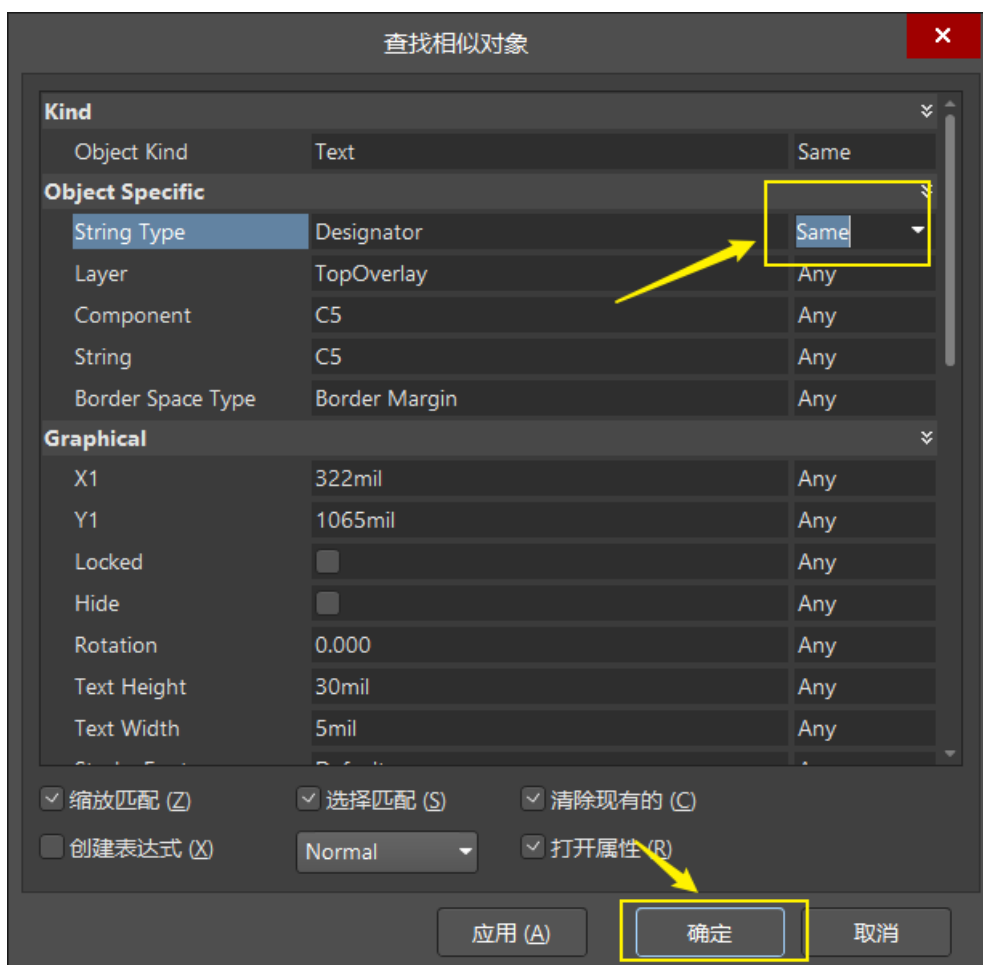 查找相似对象
Kind
Object Kind Text Same
Object Specific
String Type Designator Same
Layer TopOverlay Any
Component C5 Any
String C5 Any
Border Space Type Border Margin Any
Graphical
X1 322mil Any
Y1 1065mil Any
Locked Any
Hide Any
Rotation 0.000 Any
Text Height 30mil Any
Text Width 5mil Any
缩放匹配 (Z) 选择匹配 (S) 清除现有的 (C)
创建表达式 (X) Normal 打开属性 (R)
应用 (A) 确定 取消